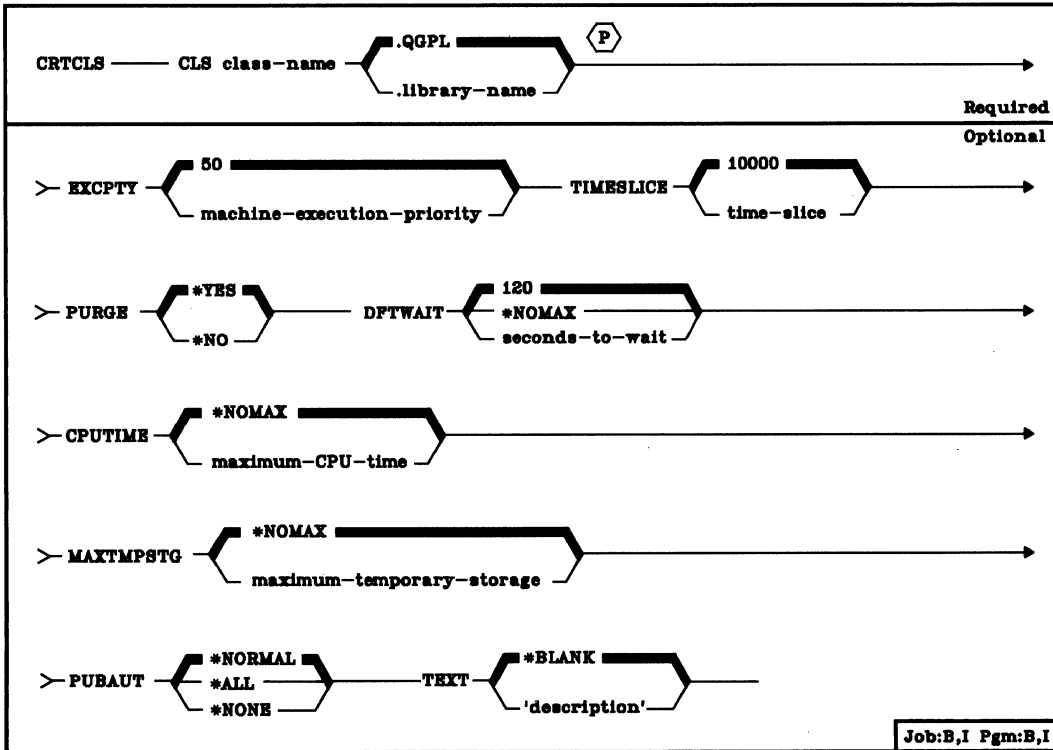 .QGPL P
CRTCLS CLS class-name
.library-name
Required
Optional
50 10000
EXCPTY TIMESLICE
machine-execution-priority time-slice
*YES 120
PURGE DFTWAIT *NOMAX
*NO seconds-to-wait
*NOMAX
CPUTIME
maximum-CPU-time
*NOMAX
MAXTMPSTG
maximum-temporary-storage
*NORMAL *BLANK
PUBAUT *ALL TEXT
*NONE 'description'
Job:B,I Pgm:B,I